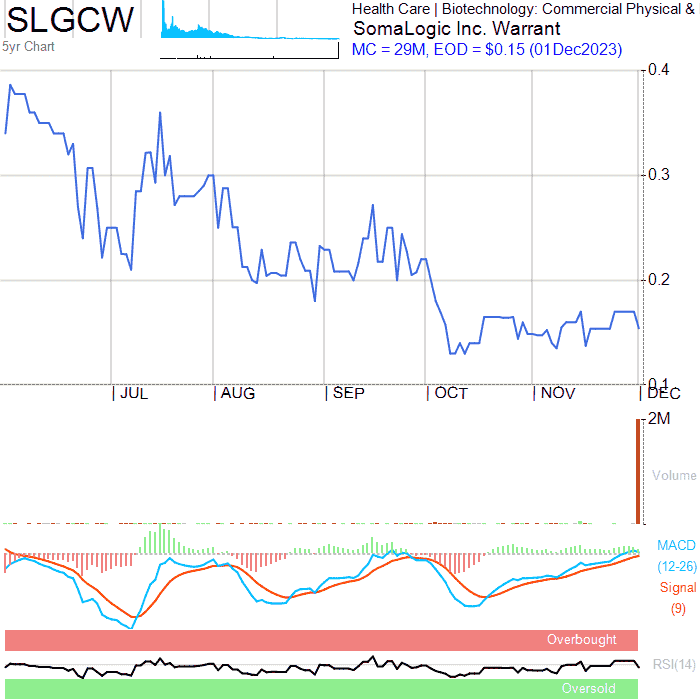 SLGCW
5yr Chart
Health Care | Biotechnology: Commercial Physical &
SomaLogic Inc. Warrant
MC = 29M, EOD = $0.15 (01Dec2023)
0.4
0.3
0.2
0.1
JUL AUG SEP OCT NOV DEC
2M
Volume
MACD
(12-26)
Signal
(9)
Overbought
RSI(14)
Oversold